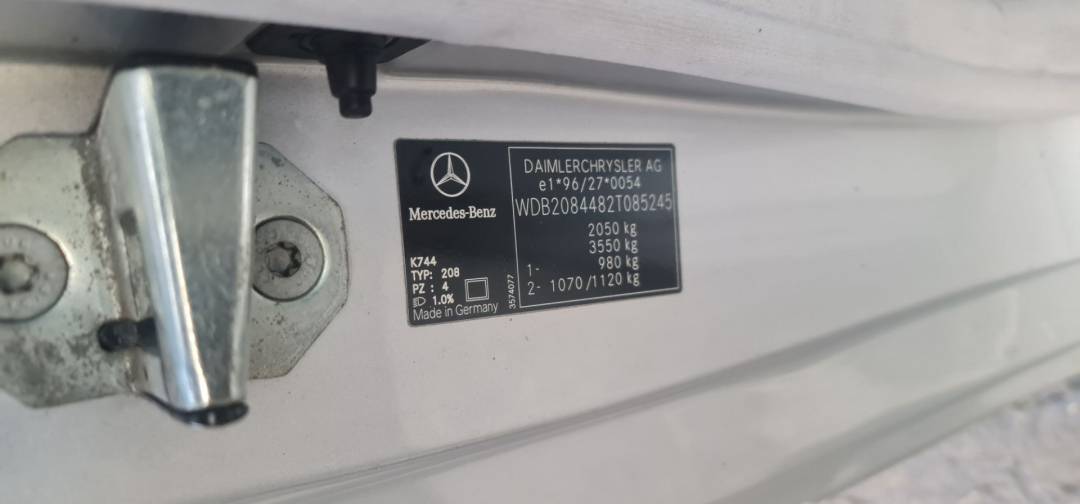 Mercedes-Benz
K744
TYP: 208
PZ : 4
1.0%
Made in Germany
3574077
DAIMLERCHRYSLER AG
e1*96/27*0054
WDB2084482T085245
2050 kg
3550 kg
1- 980 kg
2- 1070/1120 kg